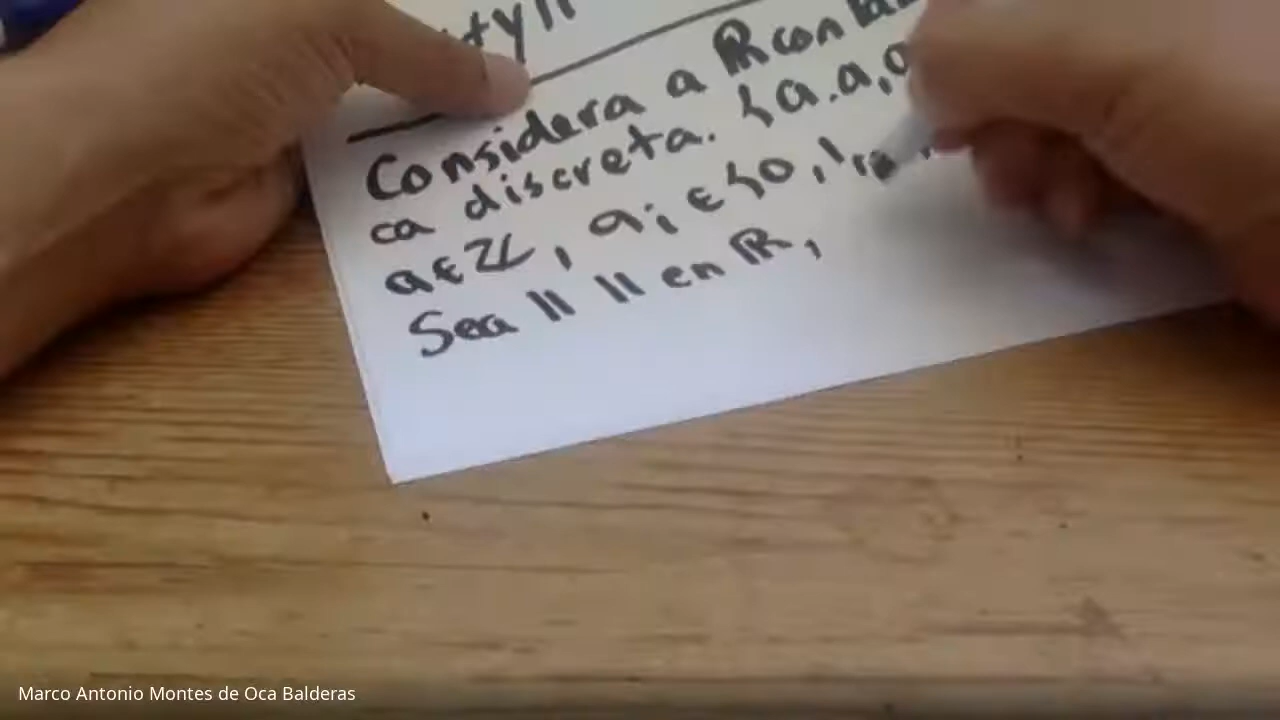 Considera a ℝ con
ca discreta. {a.a,a
a ∈ ℤ, aᵢ ∈ {0, 1,
Sea || || en ℝ,
Marco Antonio Montes de Oca Balderas